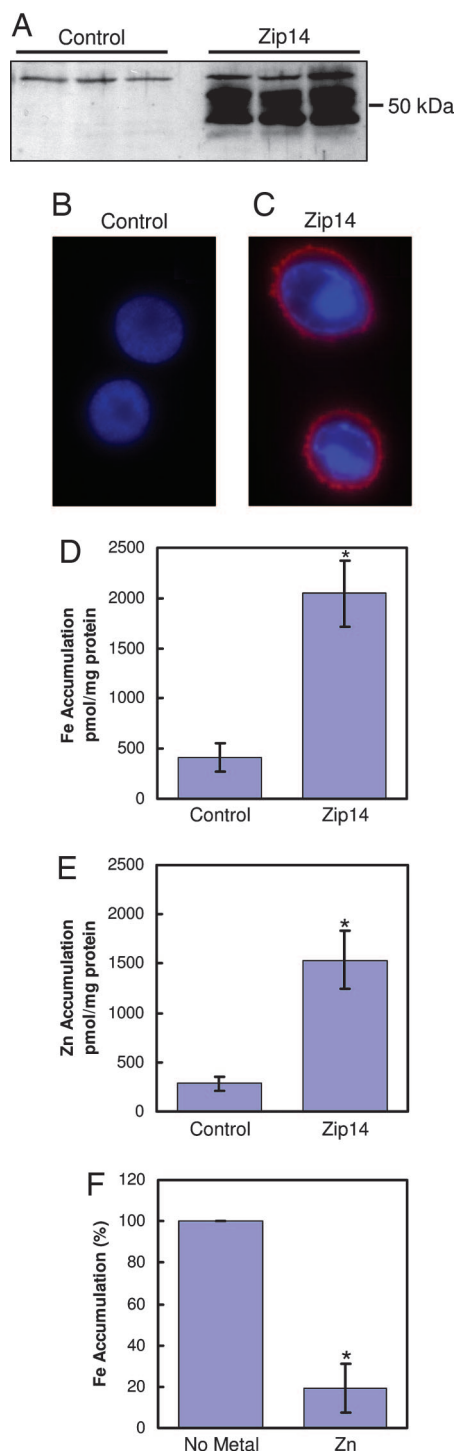 A
Control Zip14
50 kDa
B C
Control Zip14
D
Fe Accumulation
pmol/mg protein
2500
2000
1500
1000
500
0
*
Control Zip14
E
Zn Accumulation
pmol/mg protein
2500
2000
1500
1000
500
0
*
Control Zip14
F
Fe Accumulation (%)
120
100
80
60
40
20
0
*
No Metal Zn